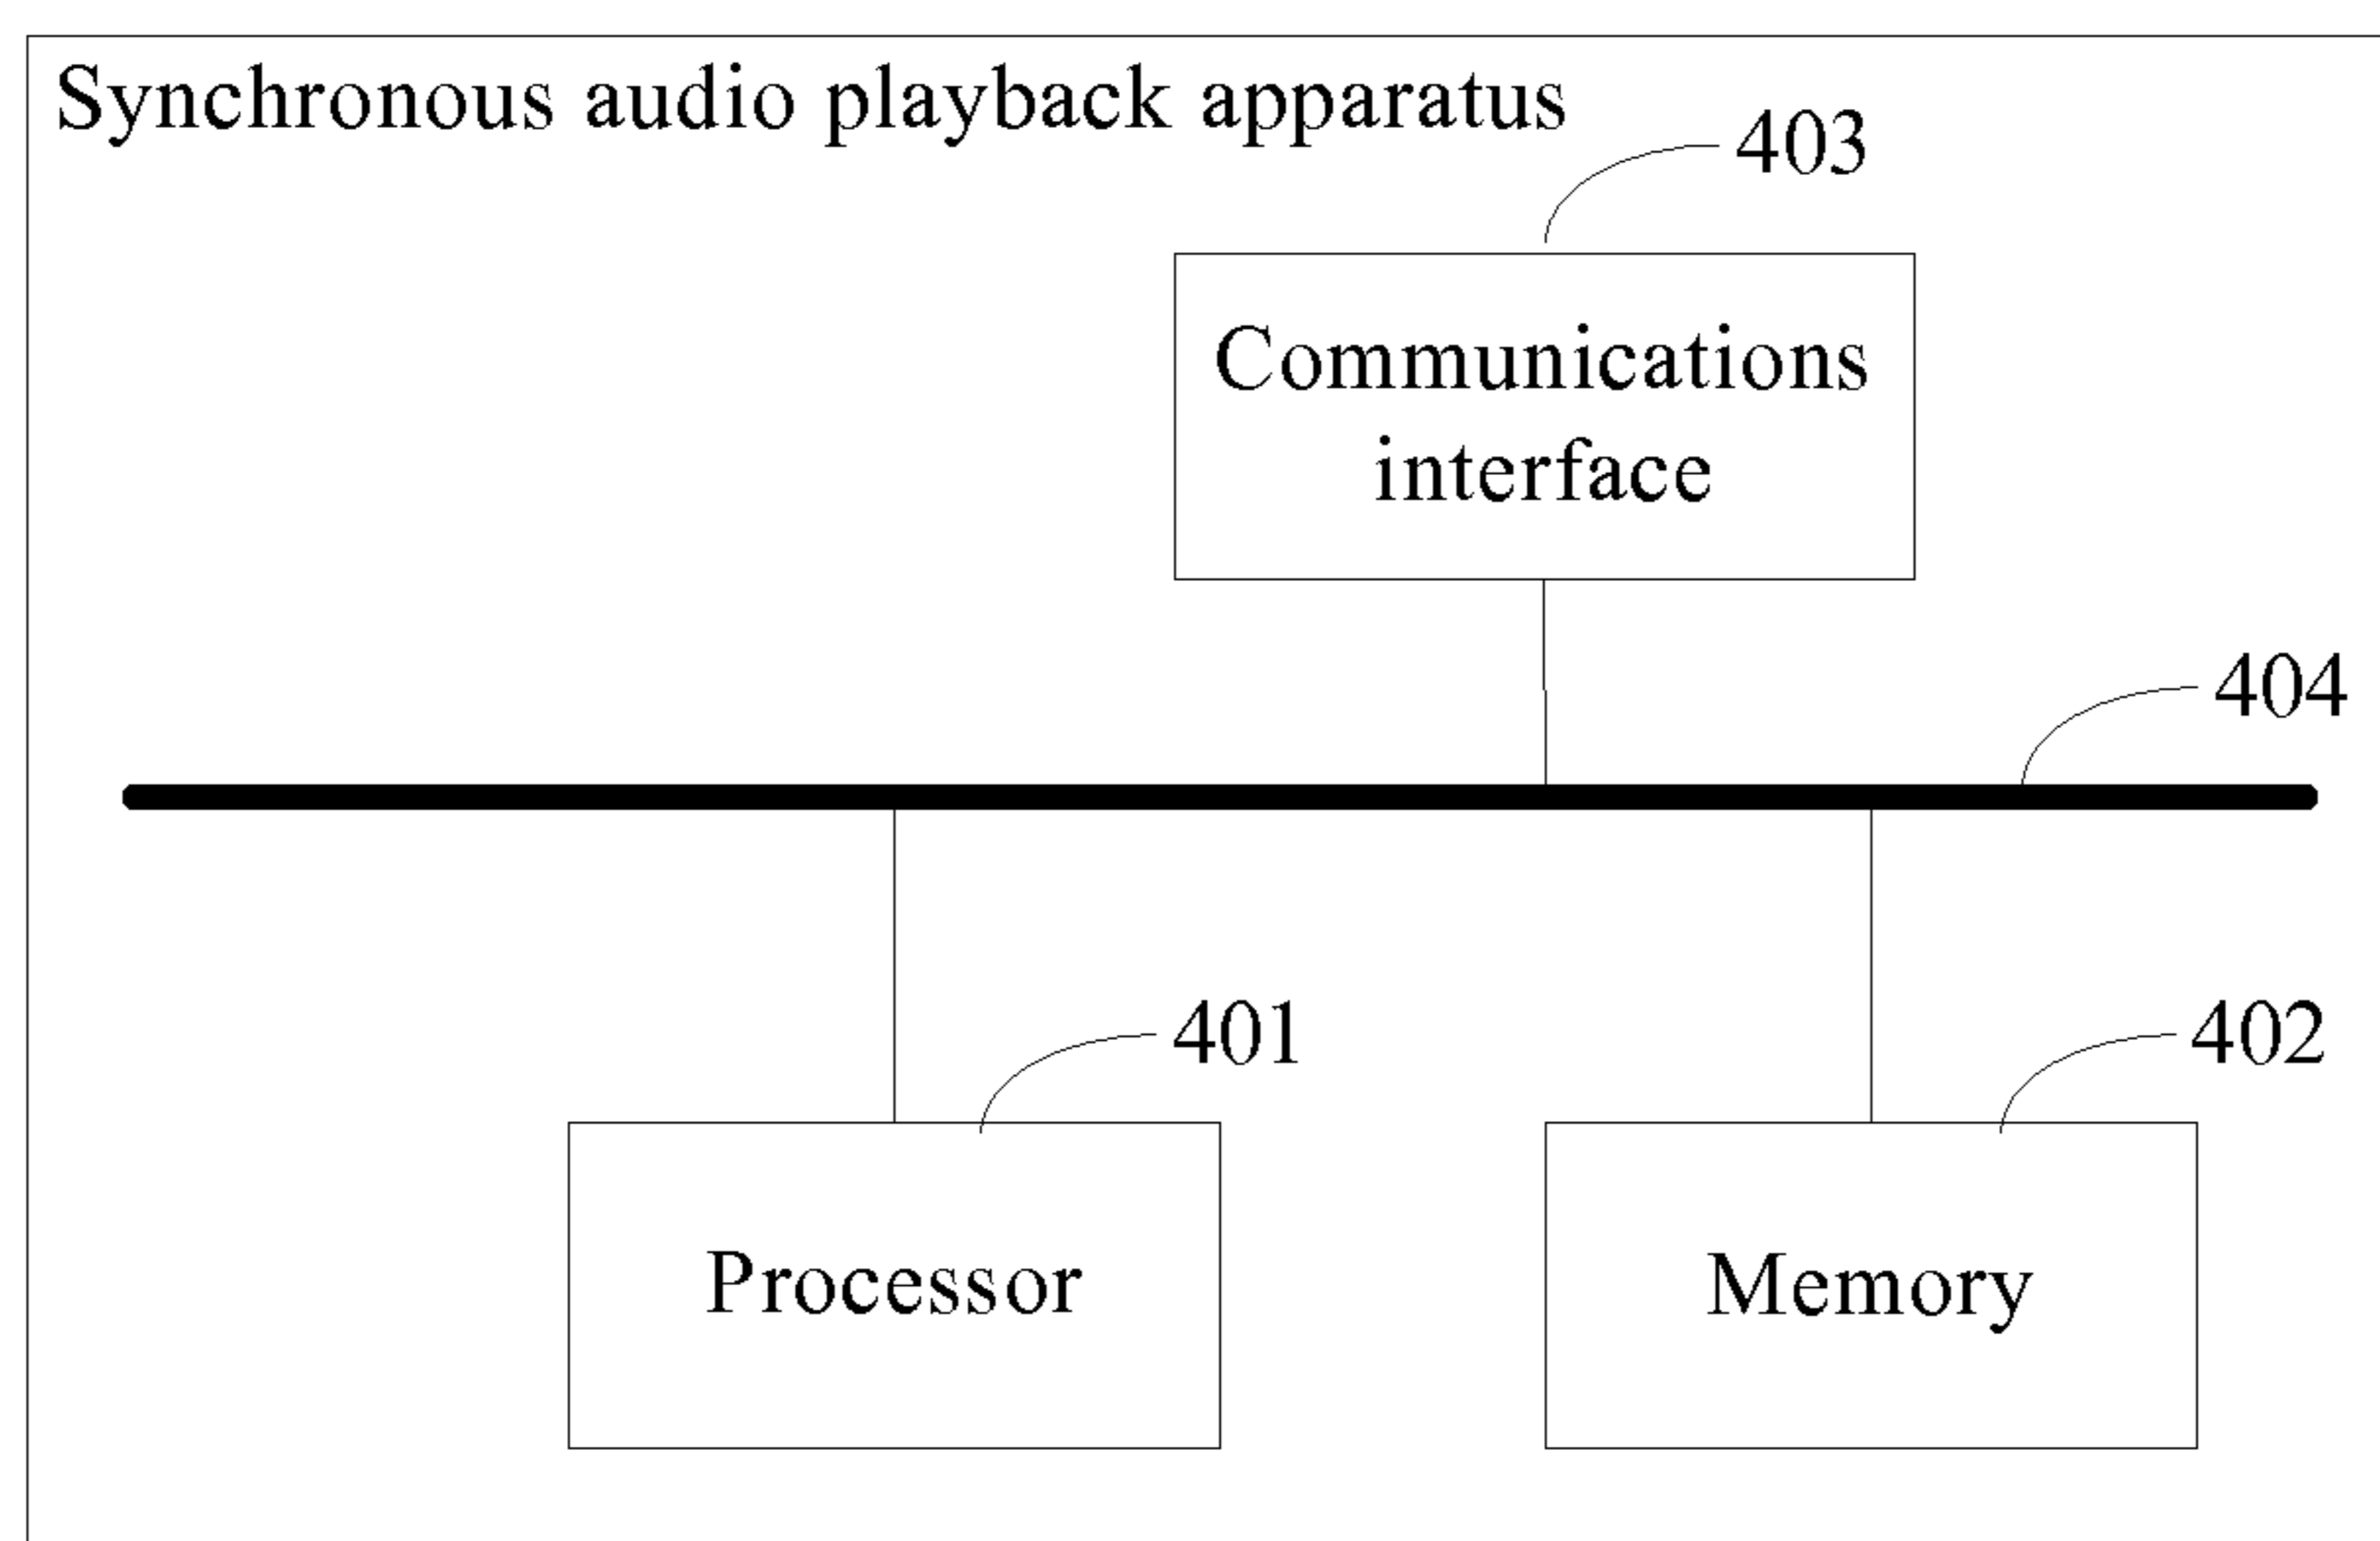 Synchronous audio playback apparatus
403
Communications
interface
404
401
402
Processor
Memory